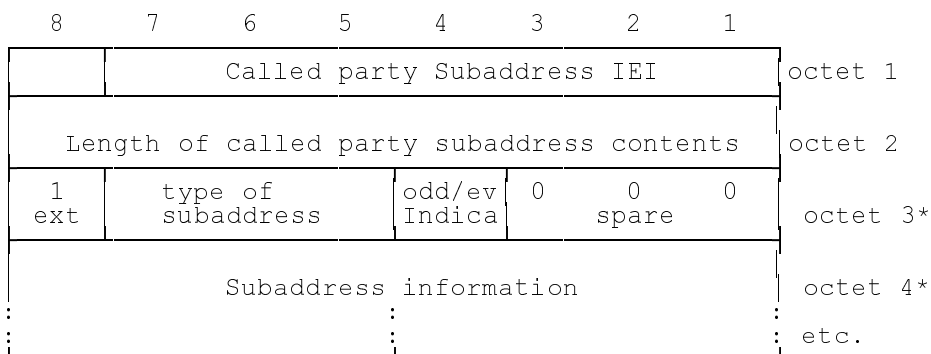 8 7 6 5 4 3 2 1
Called party Subaddress IEI octet 1
Length of called party subaddress contents octet 2
1 type of odd/ev 0 0 0
ext subaddress Indica spare octet 3*
Subaddress information octet 4*
: : : etc.
: : :